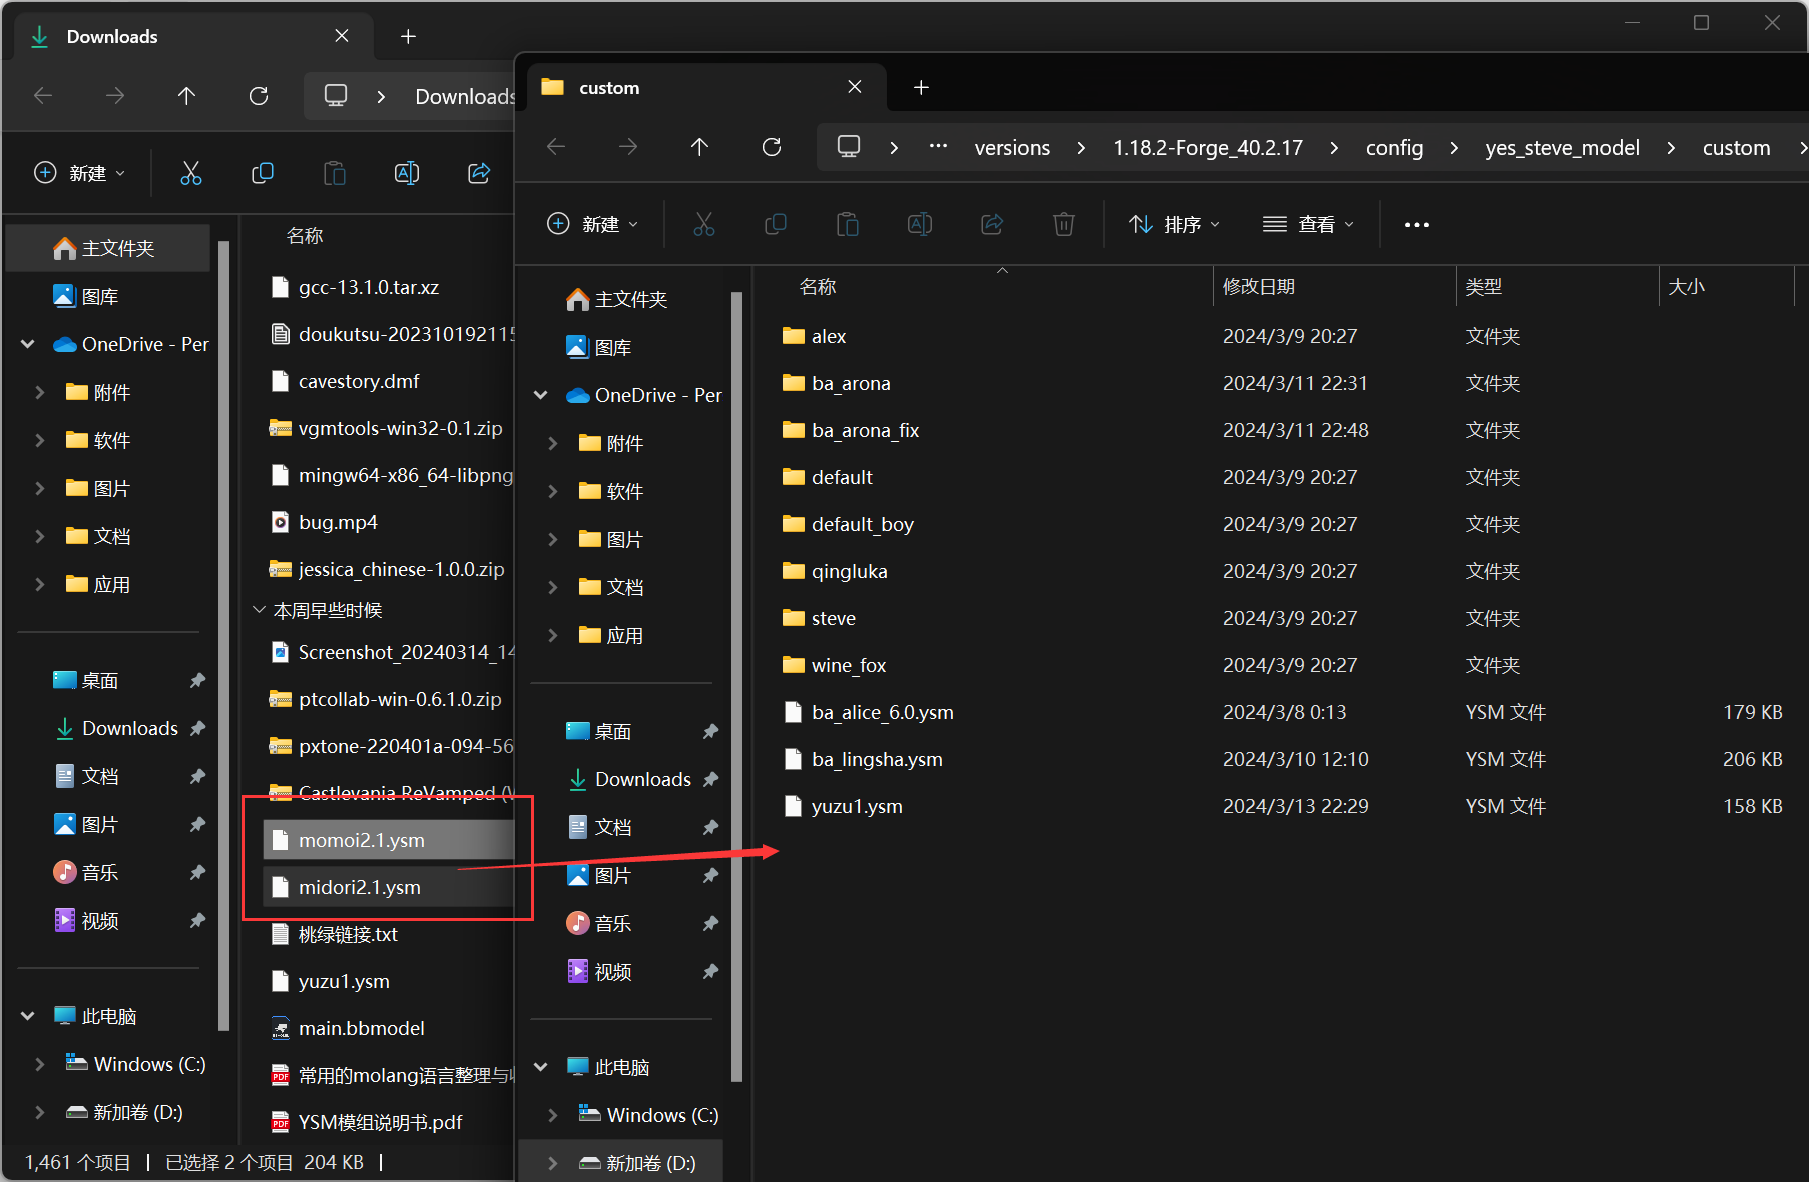 Downloads
Downloads
新建
主文件夹
图库
OneDrive - Per
附件
软件
图片
文档
应用
桌面
Downloads
文档
图片
音乐
视频
此电脑
Windows (C:)
新加卷 (D:)
名称
gcc-13.1.0.tar.xz
doukutsu-202310192115
cavestory.dmf
vgmtools-win32-0.1.zip
mingw64-x86_64-libpng
bug.mp4
jessica_chinese-1.0.0.zip
本周早些时候
Screenshot_20240314_14
ptcollab-win-0.6.1.0.zip
pxtone-220401a-094-56
Castlevania ReVamped (V
momoi2.1.ysm
midori2.1.ysm
桃绿链接.txt
yuzu1.ysm
main.bbmodel
常用的molang语言整理与
YSM模组说明书.pdf
1,461 个项目 | 已选择 2 个项目 204 KB |
custom
versions > 1.18.2-Forge_40.2.17 > config > yes_steve_model > custom >
新建 排序 查看
主文件夹
图库
OneDrive - Per
附件
软件
图片
文档
应用
桌面
Downloads
文档
图片
音乐
视频
此电脑
Windows (C:)
新加卷 (D:)
名称 修改日期 类型 大小
alex 2024/3/9 20:27 文件夹
ba_arona 2024/3/11 22:31 文件夹
ba_arona_fix 2024/3/11 22:48 文件夹
default 2024/3/9 20:27 文件夹
default_boy 2024/3/9 20:27 文件夹
qingluka 2024/3/9 20:27 文件夹
steve 2024/3/9 20:27 文件夹
wine_fox 2024/3/9 20:27 文件夹
ba_alice_6.0.ysm 2024/3/8 0:13 YSM 文件 179 KB
ba_lingsha.ysm 2024/3/10 12:10 YSM 文件 206 KB
yuzu1.ysm 2024/3/13 22:29 YSM 文件 158 KB